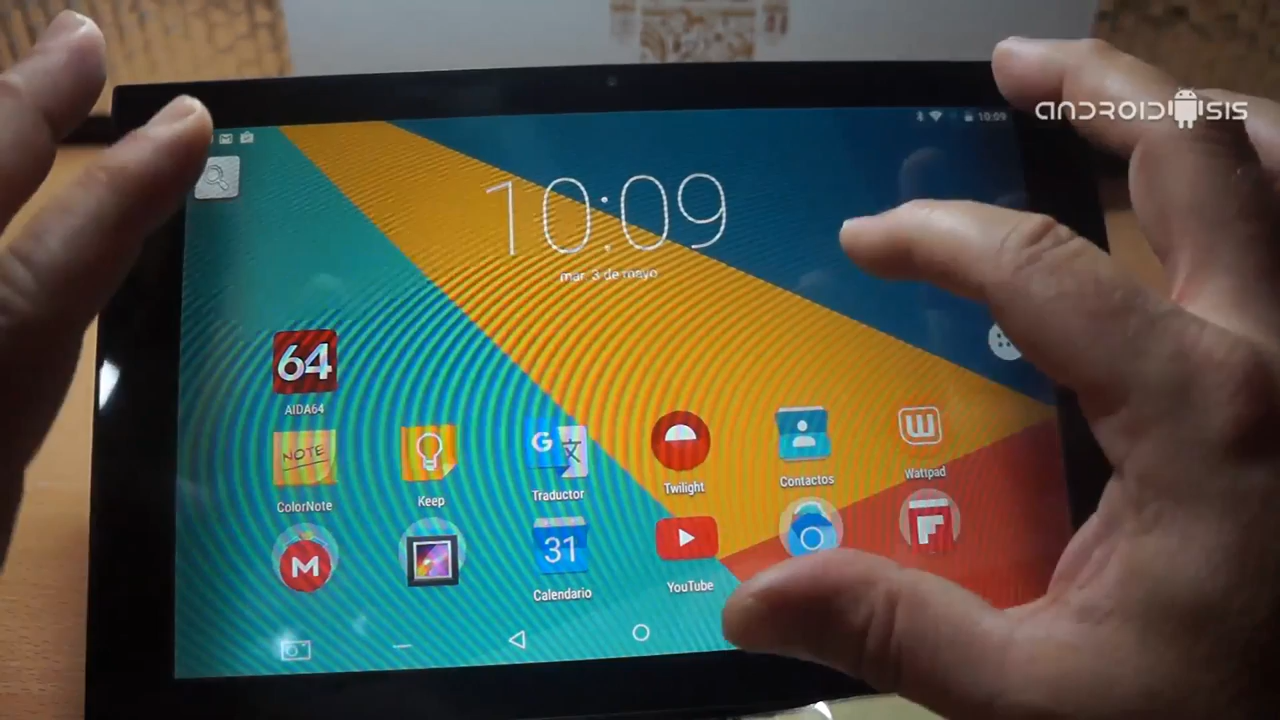 ANDROIDSIS
10:09
10:09
mar. 3 de mayo
64
AIDA64
NOTE
ColorNote
Keep
G
文
Traductor
Twilight
Contactos
W
Wattpad
M
31
Calendario
YouTube
F